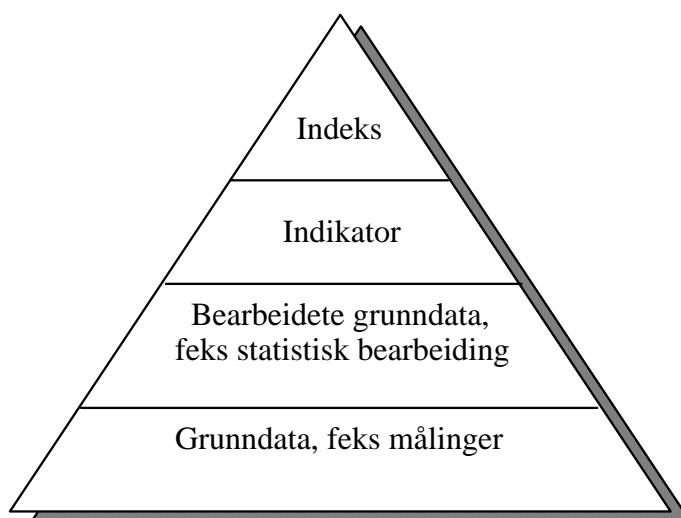 Indeks
Indikator
Bearbeidete grunndata,
feks statistisk bearbeiding
Grunndata, feks målinger